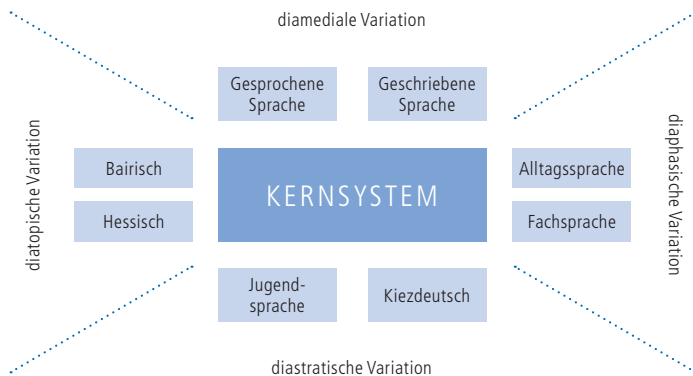 diamediale Variation
Gesprochene
Sprache
Geschriebene
Sprache
diatopische Variation
Bairisch
Hessisch
KERNSYSTEM
Alltagssprache
Fachsprache
diaphasische Variation
Jugend-
sprache
Kiezdeutsch
diastratische Variation